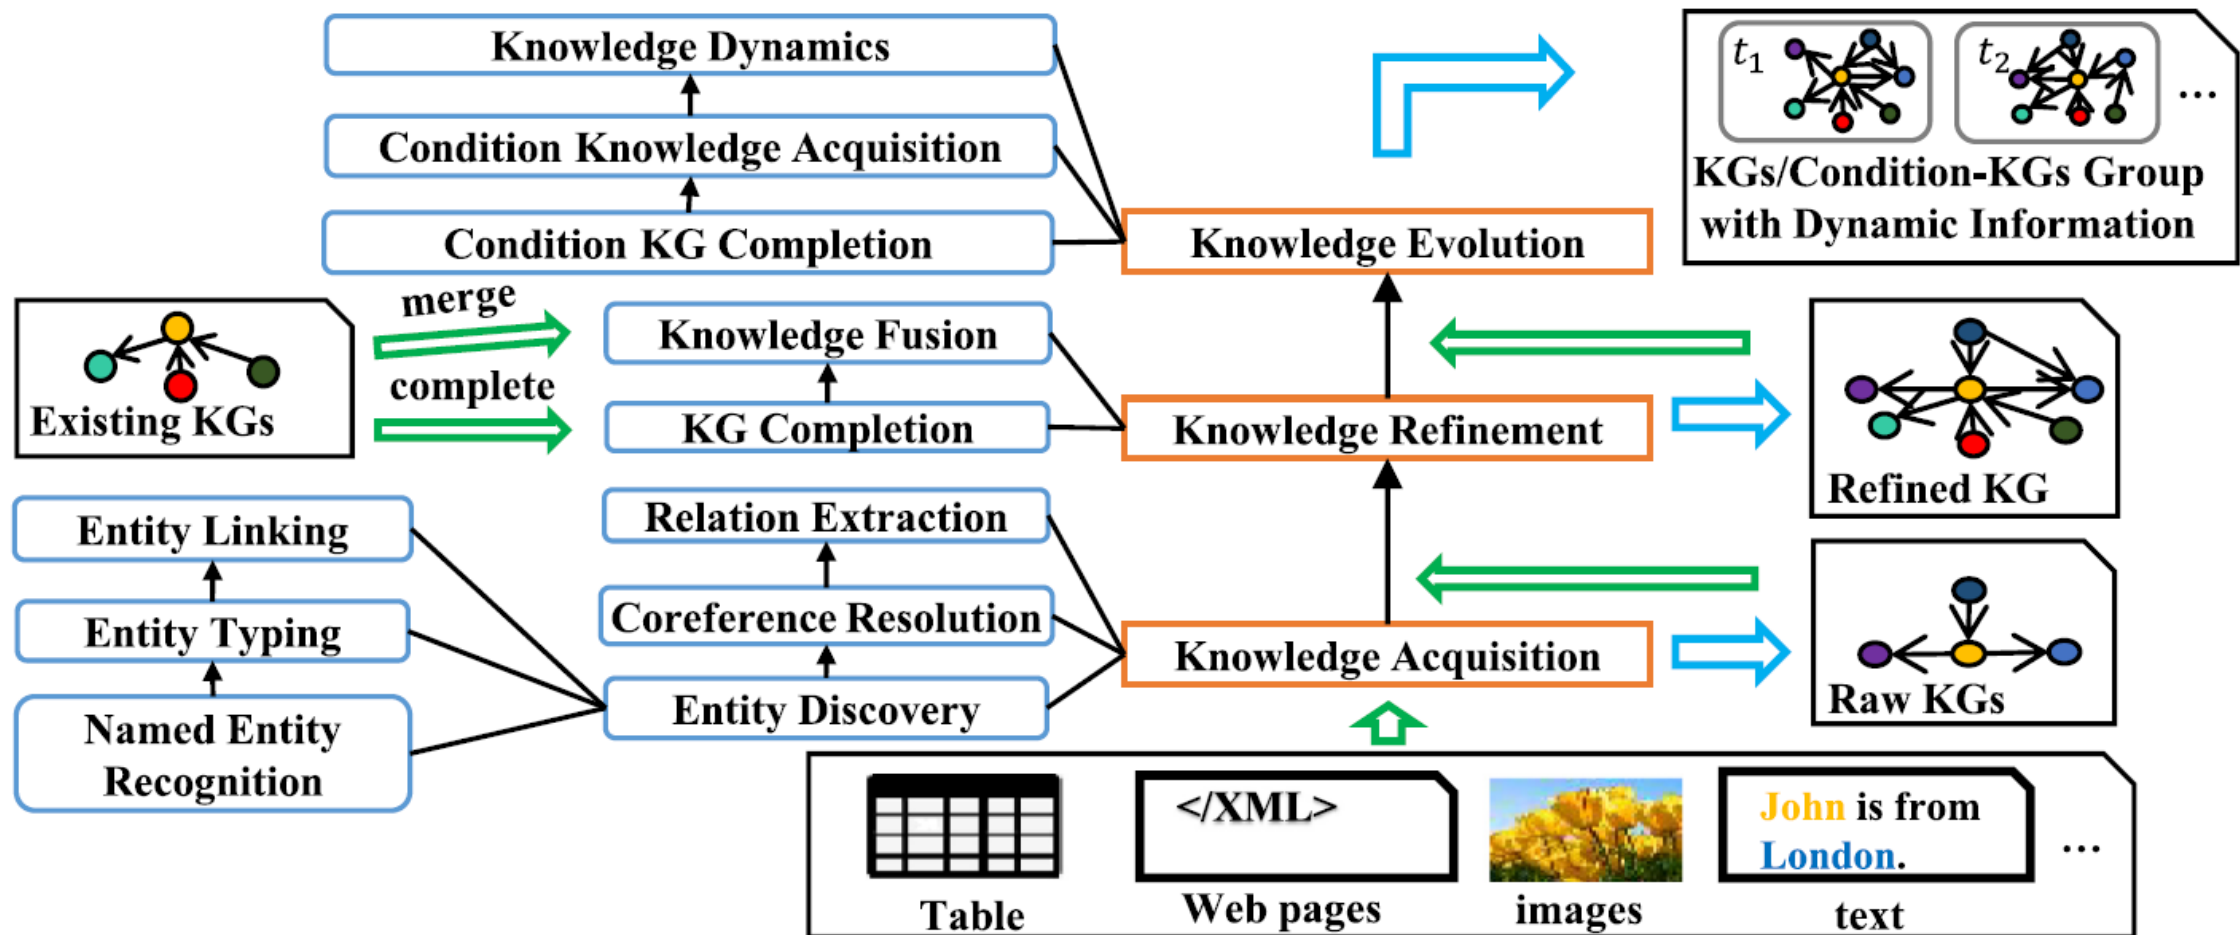 Knowledge Dynamics
Condition Knowledge Acquisition
Condition KG Completion
t1
t2
...
KGs/Condition-KGs Group
with Dynamic Information
Knowledge Evolution
merge
complete
Existing KGs
Knowledge Fusion
KG Completion
Knowledge Refinement
Refined KG
Entity Linking
Entity Typing
Named Entity
Recognition
Relation Extraction
Coreference Resolution
Entity Discovery
Knowledge Acquisition
Raw KGs
</XML>
John is from
London.
...
Table
Web pages
images
text